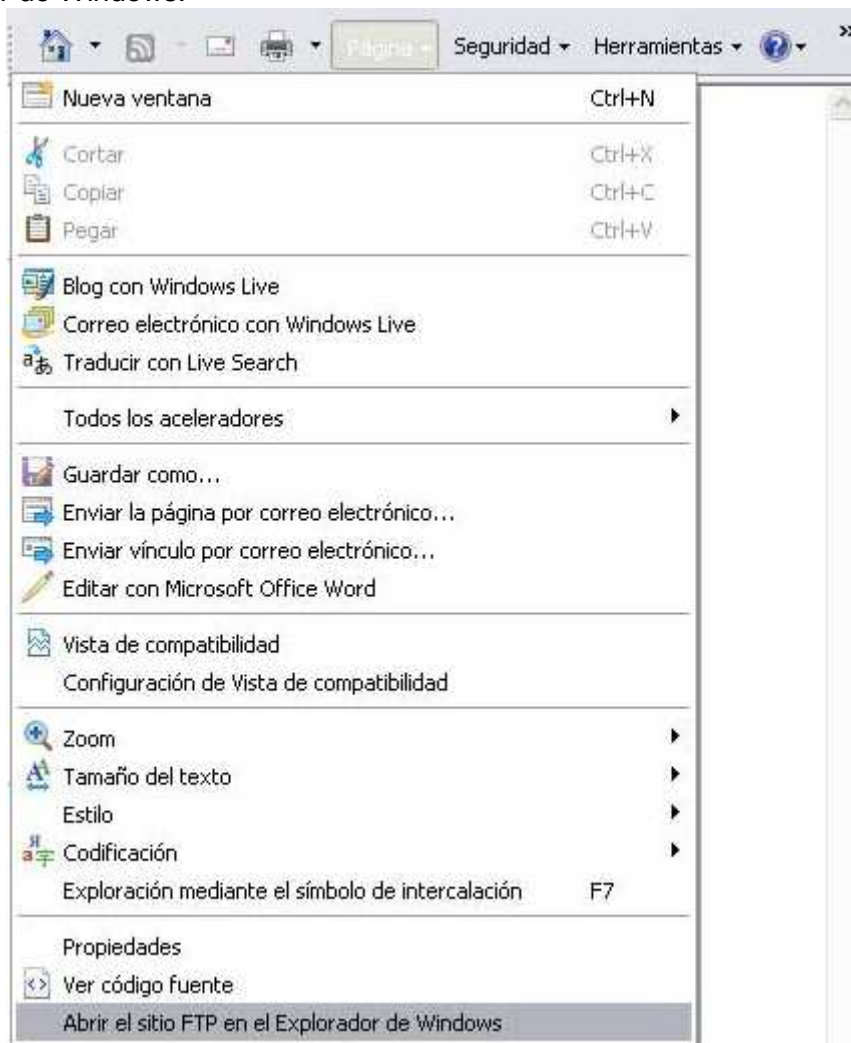 de Windows.
Página Seguridad Herramientas
Nueva ventana Ctrl+N
Cortar Ctrl+X
Copiar Ctrl+C
Pegar Ctrl+V
Blog con Windows Live
Correo electrónico con Windows Live
Traducir con Live Search
Todos los aceleradores
Guardar como...
Enviar la página por correo electrónico...
Enviar vínculo por correo electrónico...
Editar con Microsoft Office Word
Vista de compatibilidad
Configuración de Vista de compatibilidad
Zoom
Tamaño del texto
Estilo
Codificación
Exploración mediante el símbolo de intercalación F7
Propiedades
Ver código fuente
Abrir el sitio FTP en el Explorador de Windows